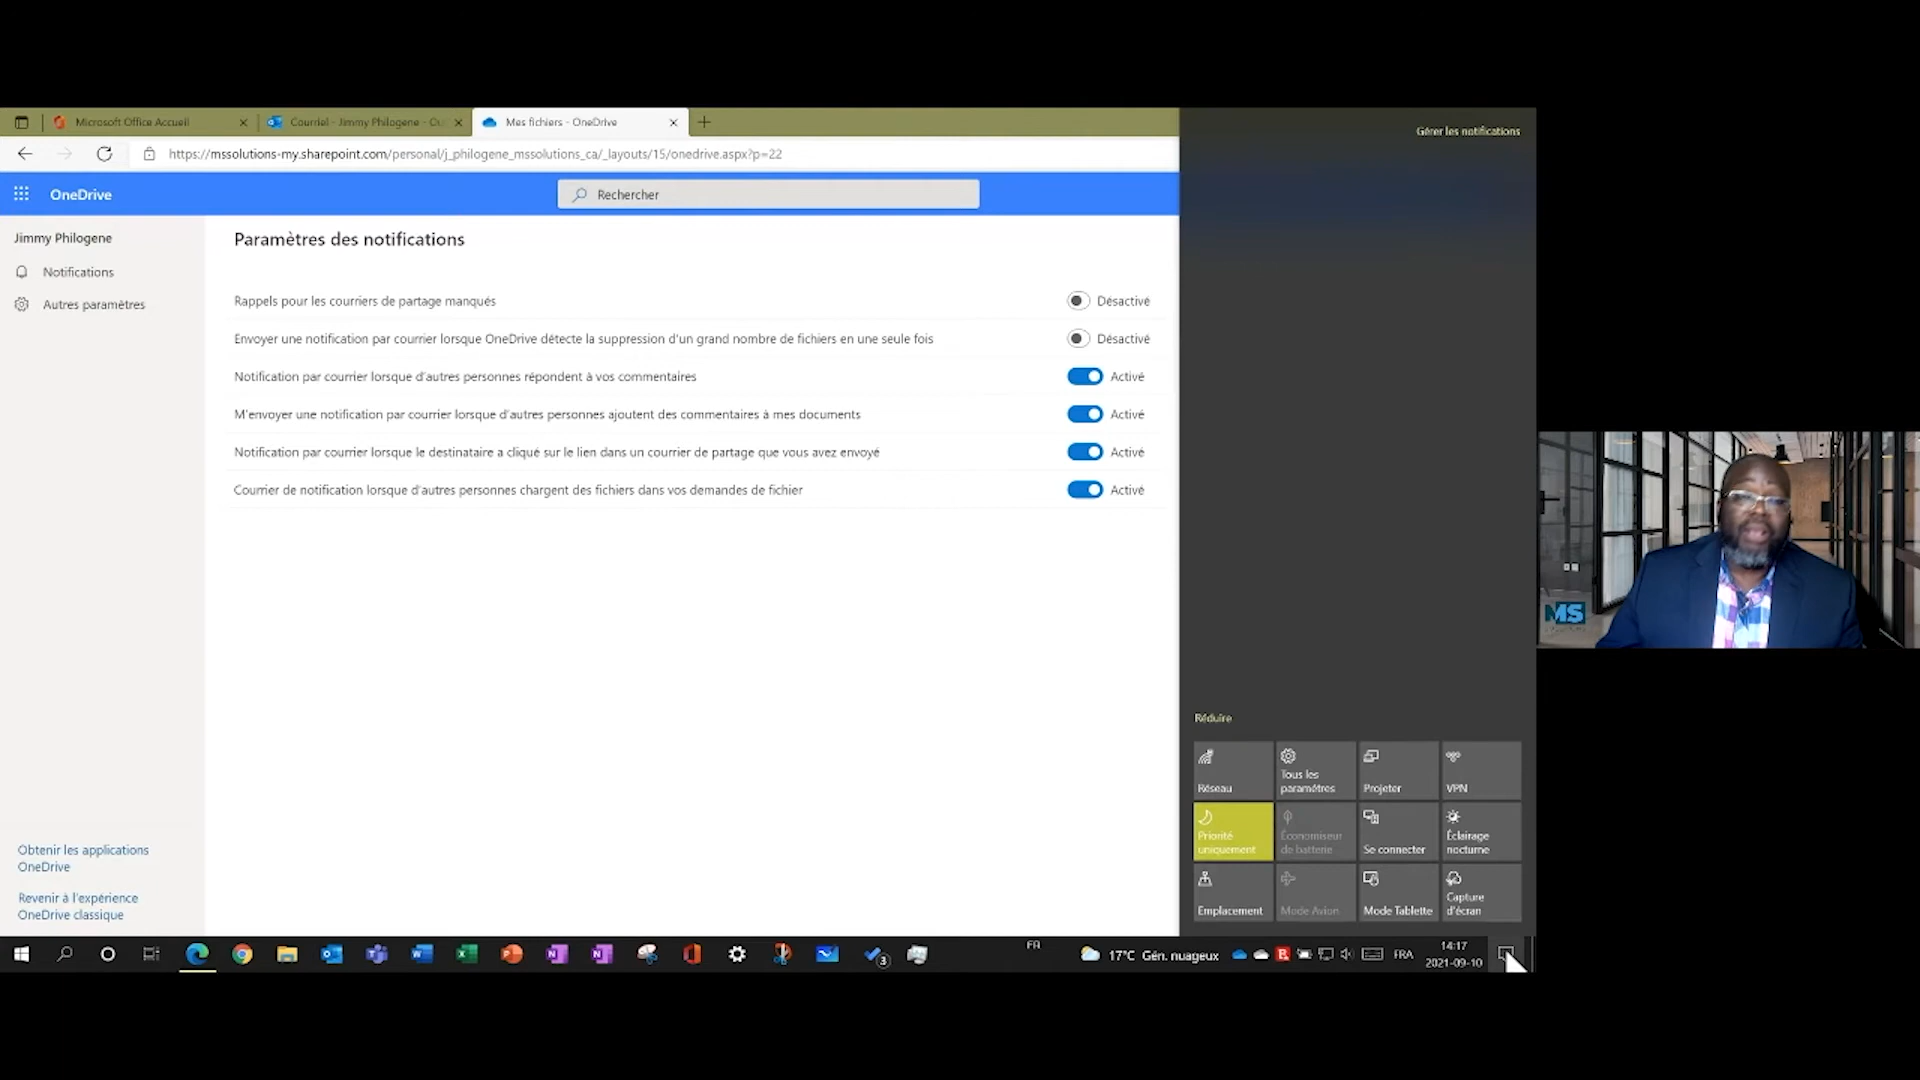 Microsoft Office Accueil
Courriel - Jimmy Philogene - Ou
Mes fichiers - OneDrive
https://mssolutions-my.sharepoint.com/personal/j_philogene_mssolutions_ca/_layouts/15/onedrive.aspx?p=22
OneDrive
Rechercher
Jimmy Philogene
Notifications
Autres paramètres
Obtenir les applications
OneDrive
Revenir à l'expérience
OneDrive classique
Paramètres des notifications
Rappels pour les courriers de partage manqués
Désactivé
Envoyer une notification par courrier lorsque OneDrive détecte la suppression d'un grand nombre de fichiers en une seule fois
Désactivé
Notification par courrier lorsque d'autres personnes répondent à vos commentaires
Activé
M'envoyer une notification par courrier lorsque d'autres personnes ajoutent des commentaires à mes documents
Activé
Notification par courrier lorsque le destinataire a cliqué sur le lien dans un courrier de partage que vous avez envoyé
Activé
Courrier de notification lorsque d'autres personnes chargent des fichiers dans vos demandes de fichier
Activé
Gérer les notifications
Réduire
Réseau
Tous les
paramètres
Projeter
VPN
Priorité
uniquement
Économiseur
de batterie
Se connecter
Éclairage
nocturne
Emplacement
Mode Avion
Mode Tablette
Capture
d'écran
MS
3
FR
17°C Gén. nuageux
FRA
14:17
2021-09-10